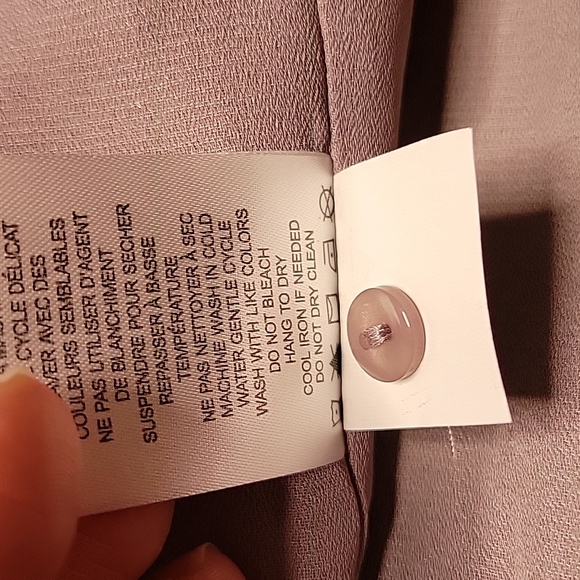 CYCLE DÉLICAT
AVEC DES
COULEURS SEMBLABLES
NE PAS UTILISER D'AGENT
DE BLANCHIMENT
SUSPENDRE POUR SÉCHER
REPASSER À BASSE
TEMPÉRATURE
NE PAS NETTOYER À SEC
MACHINE WASH IN COLD
WATER GENTLE CYCLE
WASH WITH LIKE COLORS
DO NOT BLEACH
HANG TO DRY
COOL IRON IF NEEDED
DO NOT DRY CLEAN